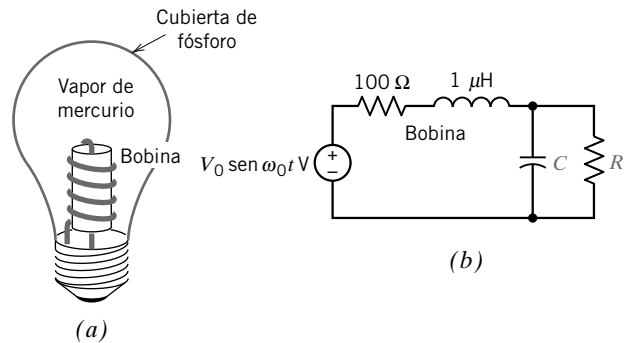 Cubierta de
fósforo
Vapor de
mercurio
Bobina
(a)
100 Ω
1 μH
Bobina
V0 sen ω0t V
+
−
C
R
(b)